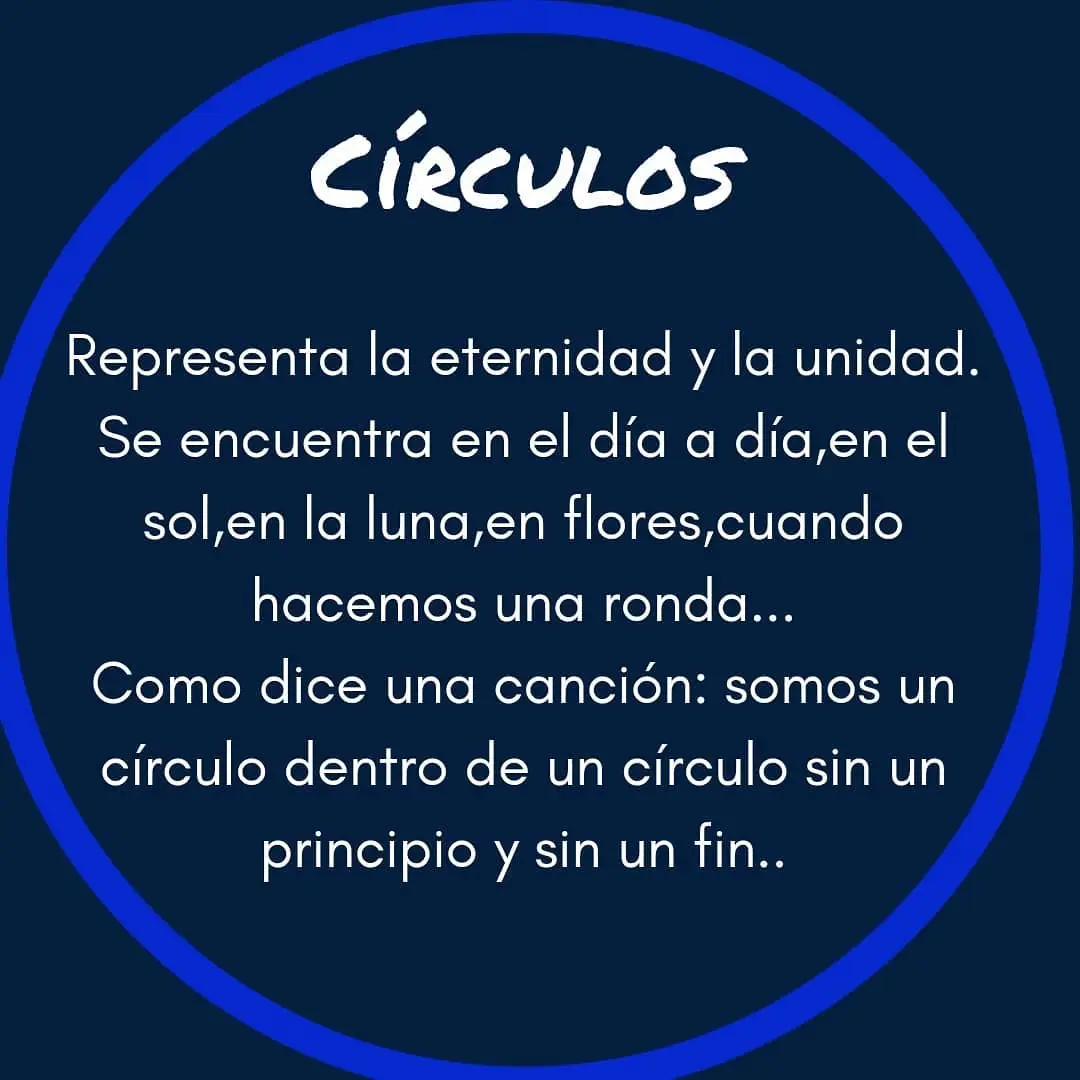 CÍRCULOS
Representa la eternidad y la unidad.
Se encuentra en el día a día,en el
sol,en la luna,en flores,cuando
hacemos una ronda...
Como dice una canción: somos un
círculo dentro de un círculo sin un
principio y sin un fin..